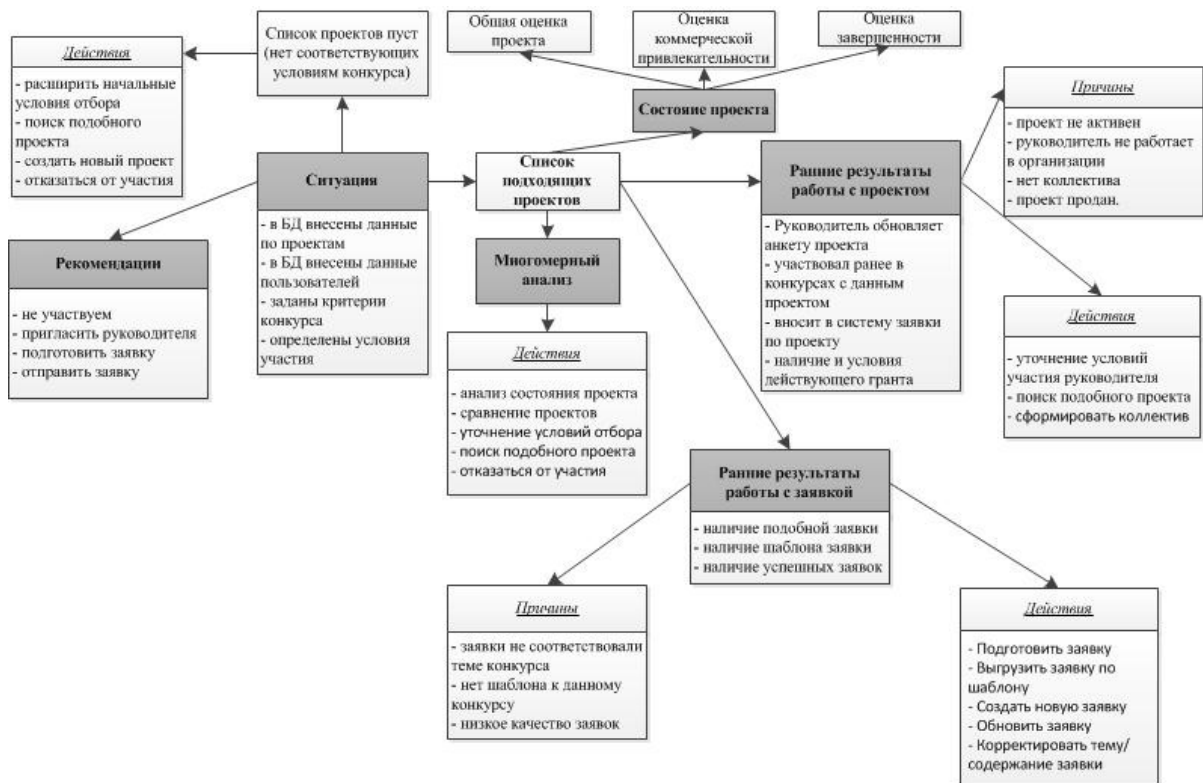 Общая оценка
проекта
Оценка
коммерческой
привлекательности
Оценка
завершенности
Список проектов пуст
(нет соответствующих
условиям конкурса)
Действия
- расширить начальные
условия отбора
- поиск подобного
проекта
- создать новый проект
- отказаться от участия
Состояие проекта
Причины
- проект не активен
- руководитель не работает
в организации
- нет коллектива
- проект продан.
Ситуация
- в БД внесены данные
по проектам
- в БД внесены данные
пользователей
- заданы критерии
конкурса
- определены условия
участия
Список
подходящих
проектов
Ранние результаты
работы с проектом
- Руководитель обновляет
анкету проекта
- участвовал ранее в
конкурсах с данным
проектом
- вносит в систему заявки
по проекту
- наличие и условия
действующего гранта
Рекомендации
- не участвуем
- пригласить руководителя
- подготовить заявку
- отправить заявку
Многомерный
анализ
Действия
- анализ состояния проекта
- сравнение проектов
- уточнение условий отбора
- поиск подобного проекта
- отказаться от участия
Действия
- уточнение условий
участия руководителя
- поиск подобного проекта
- сформировать коллектив
Ранние результаты
работы с заявкой
- наличие подобной заявки
- наличие шаблона заявки
- наличие успешных заявок
Причины
- заявки не соответствовали
теме конкурса
- нет шаблона к данному
конкурсу
- низкое качество заявок
Действия
- Подготовить заявку
- Выгрузить заявку по
шаблону
- Создать новую заявку
- Обновить заявку
- Корректировать тему/
содержание заявки